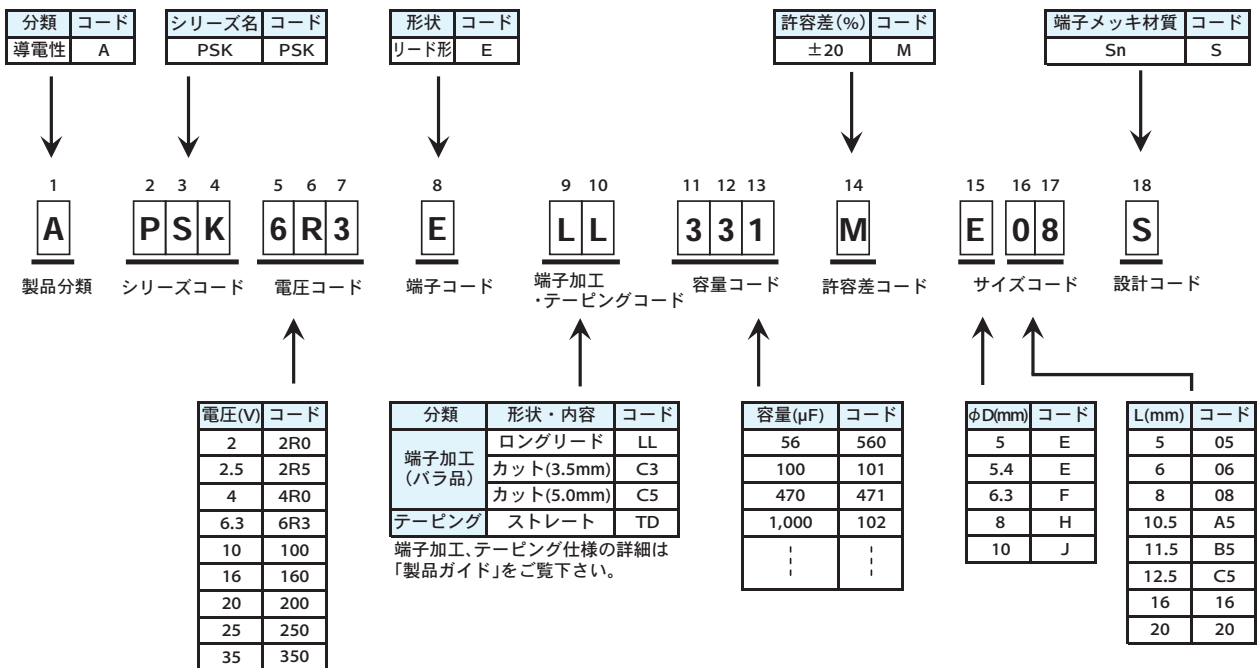 分類 コード
導電性 A
シリーズ名 コード
PSK PSK
形状 コード
リード形 E
許容差(%) コード
±20 M
端子メッキ材質 コード
Sn S
1 2 3 4 5 6 7 8 9 10 11 12 13 14 15 16 17 18
A P S K 6 R 3 E L L 3 3 1 M E 0 8 S
製品分類 シリーズコード 電圧コード 端子コード 端子加工
・テーピングコード 容量コード 許容差コード サイズコード 設計コード
電圧(V) コード
2 2R0
2.5 2R5
4 4R0
6.3 6R3
10 100
16 160
20 200
25 250
35 350
分類 形状・内容 コード
端子加工
(バラ品)
ロングリード LL
カット(3.5mm) C3
カット(5.0mm) C5
テーピング ストレート TD
端子加工、テーピング仕様の詳細は
「製品ガイド」をご覧下さい。
容量(μF) コード
56 560
100 101
470 471
1,000 102
φD(mm) コード
5 E
5.4 E
6.3 F
8 H
10 J
L(mm) コード
5 05
6 06
8 08
10.5 A5
11.5 B5
12.5 C5
16 16
20 20